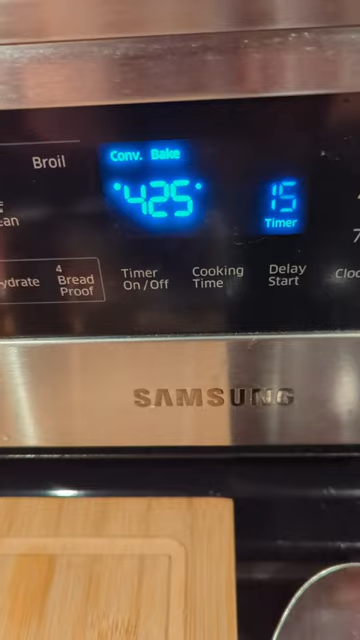 Conv. Bake
Broil
°425°
15
Timer
4
Bread
Proof
Timer
On/Off
Cooking
Time
Delay
Start
SAMSUNG